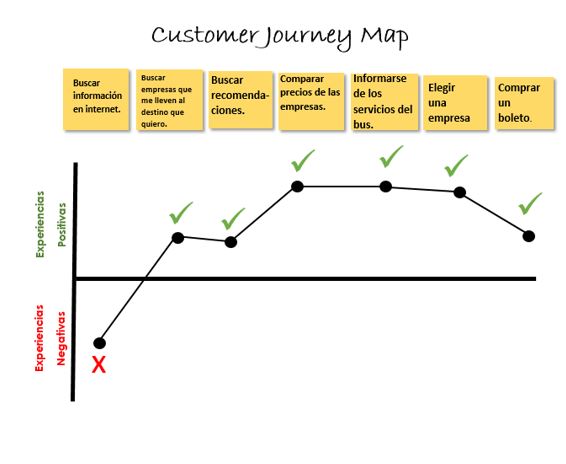 Customer Journey Map
Buscar
información
en internet.
Buscar
empresas que
me lleven al
destino que
quiero.
Buscar
recomenda-
ciones.
Comparar
precios de las
empresas.
Informarse
de los
servicios del
bus.
Elegir
una
empresa
Comprar
un
boleto.
Experiencias
Positivas
Experiencias
Negativas
X